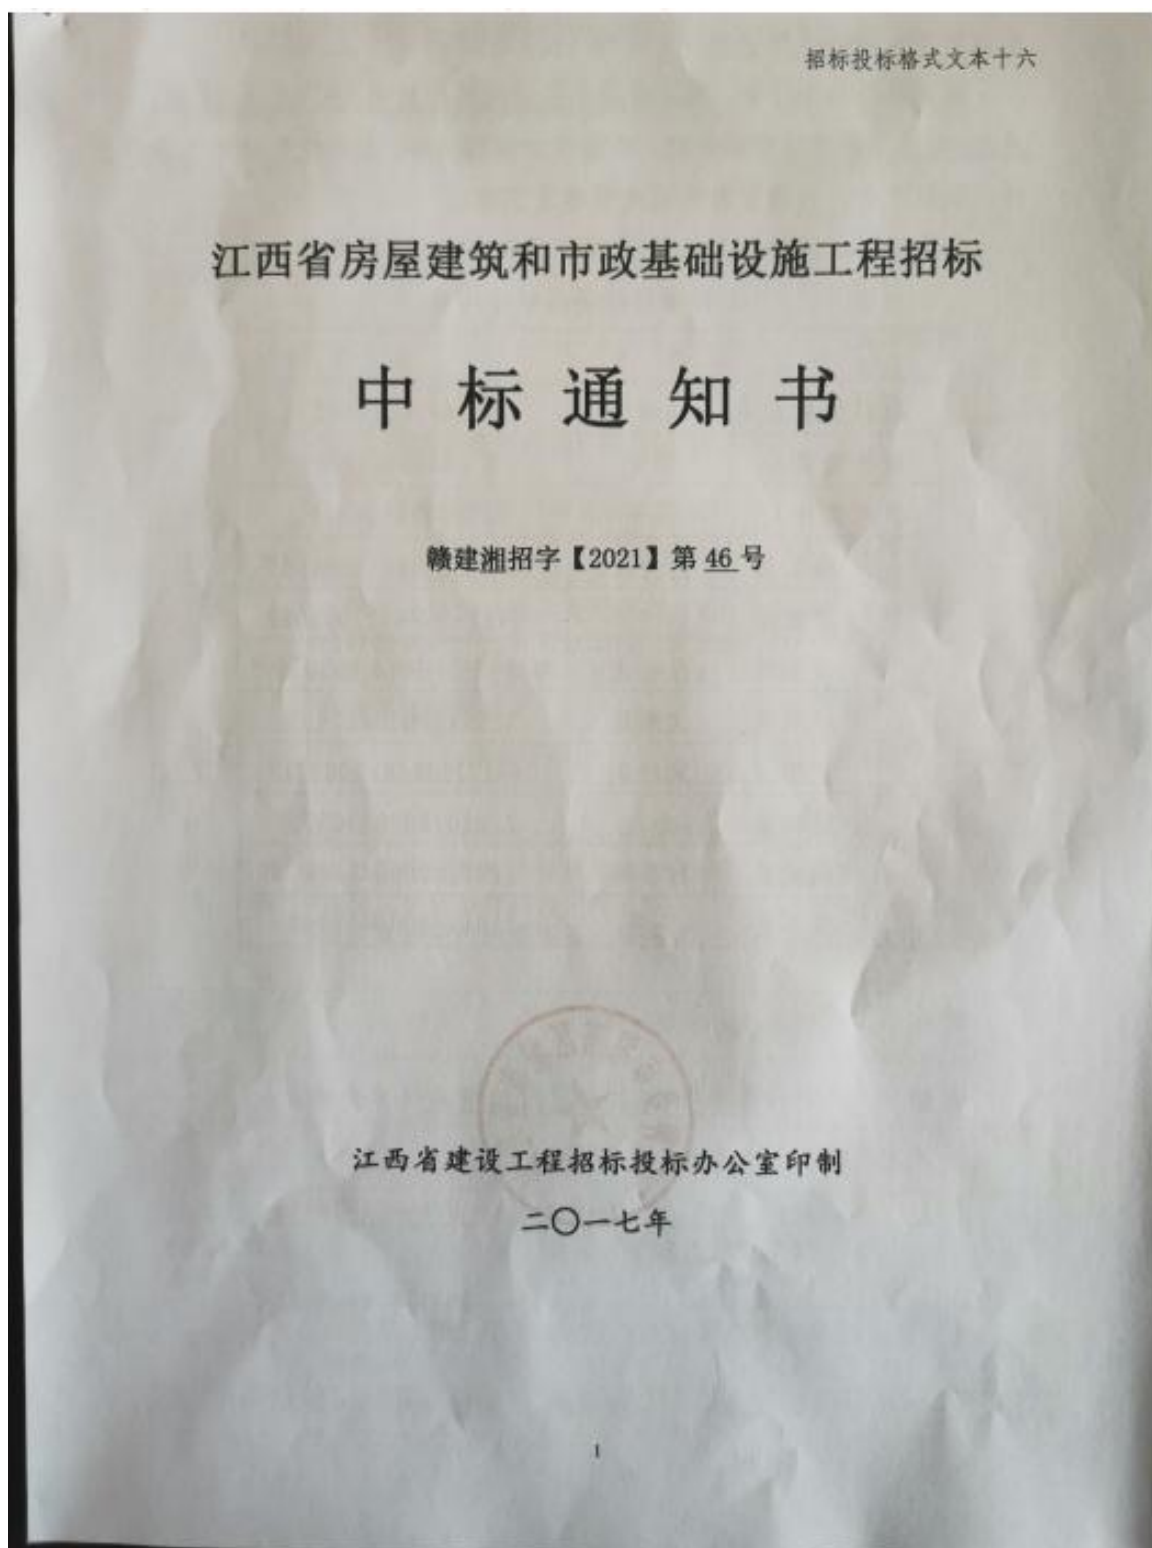 招标投标格式文本十六
江西省房屋建筑和市政基础设施工程招标
中标通知书
赣建湘招字【2021】第 46 号
江西省建设工程招标投标办公室印制
二〇一七年
1